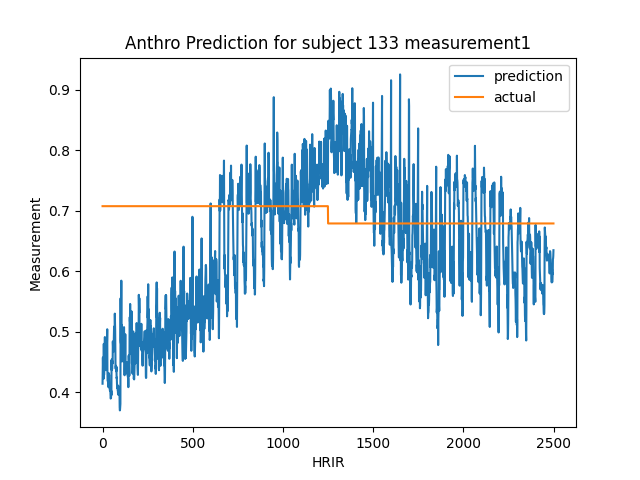 Anthro Prediction for subject 133 measurement1
prediction
actual
0.9
0.8
0.7
0.6
0.5
0.4
Measurement
0
500
1000
1500
2000
2500
HRIR